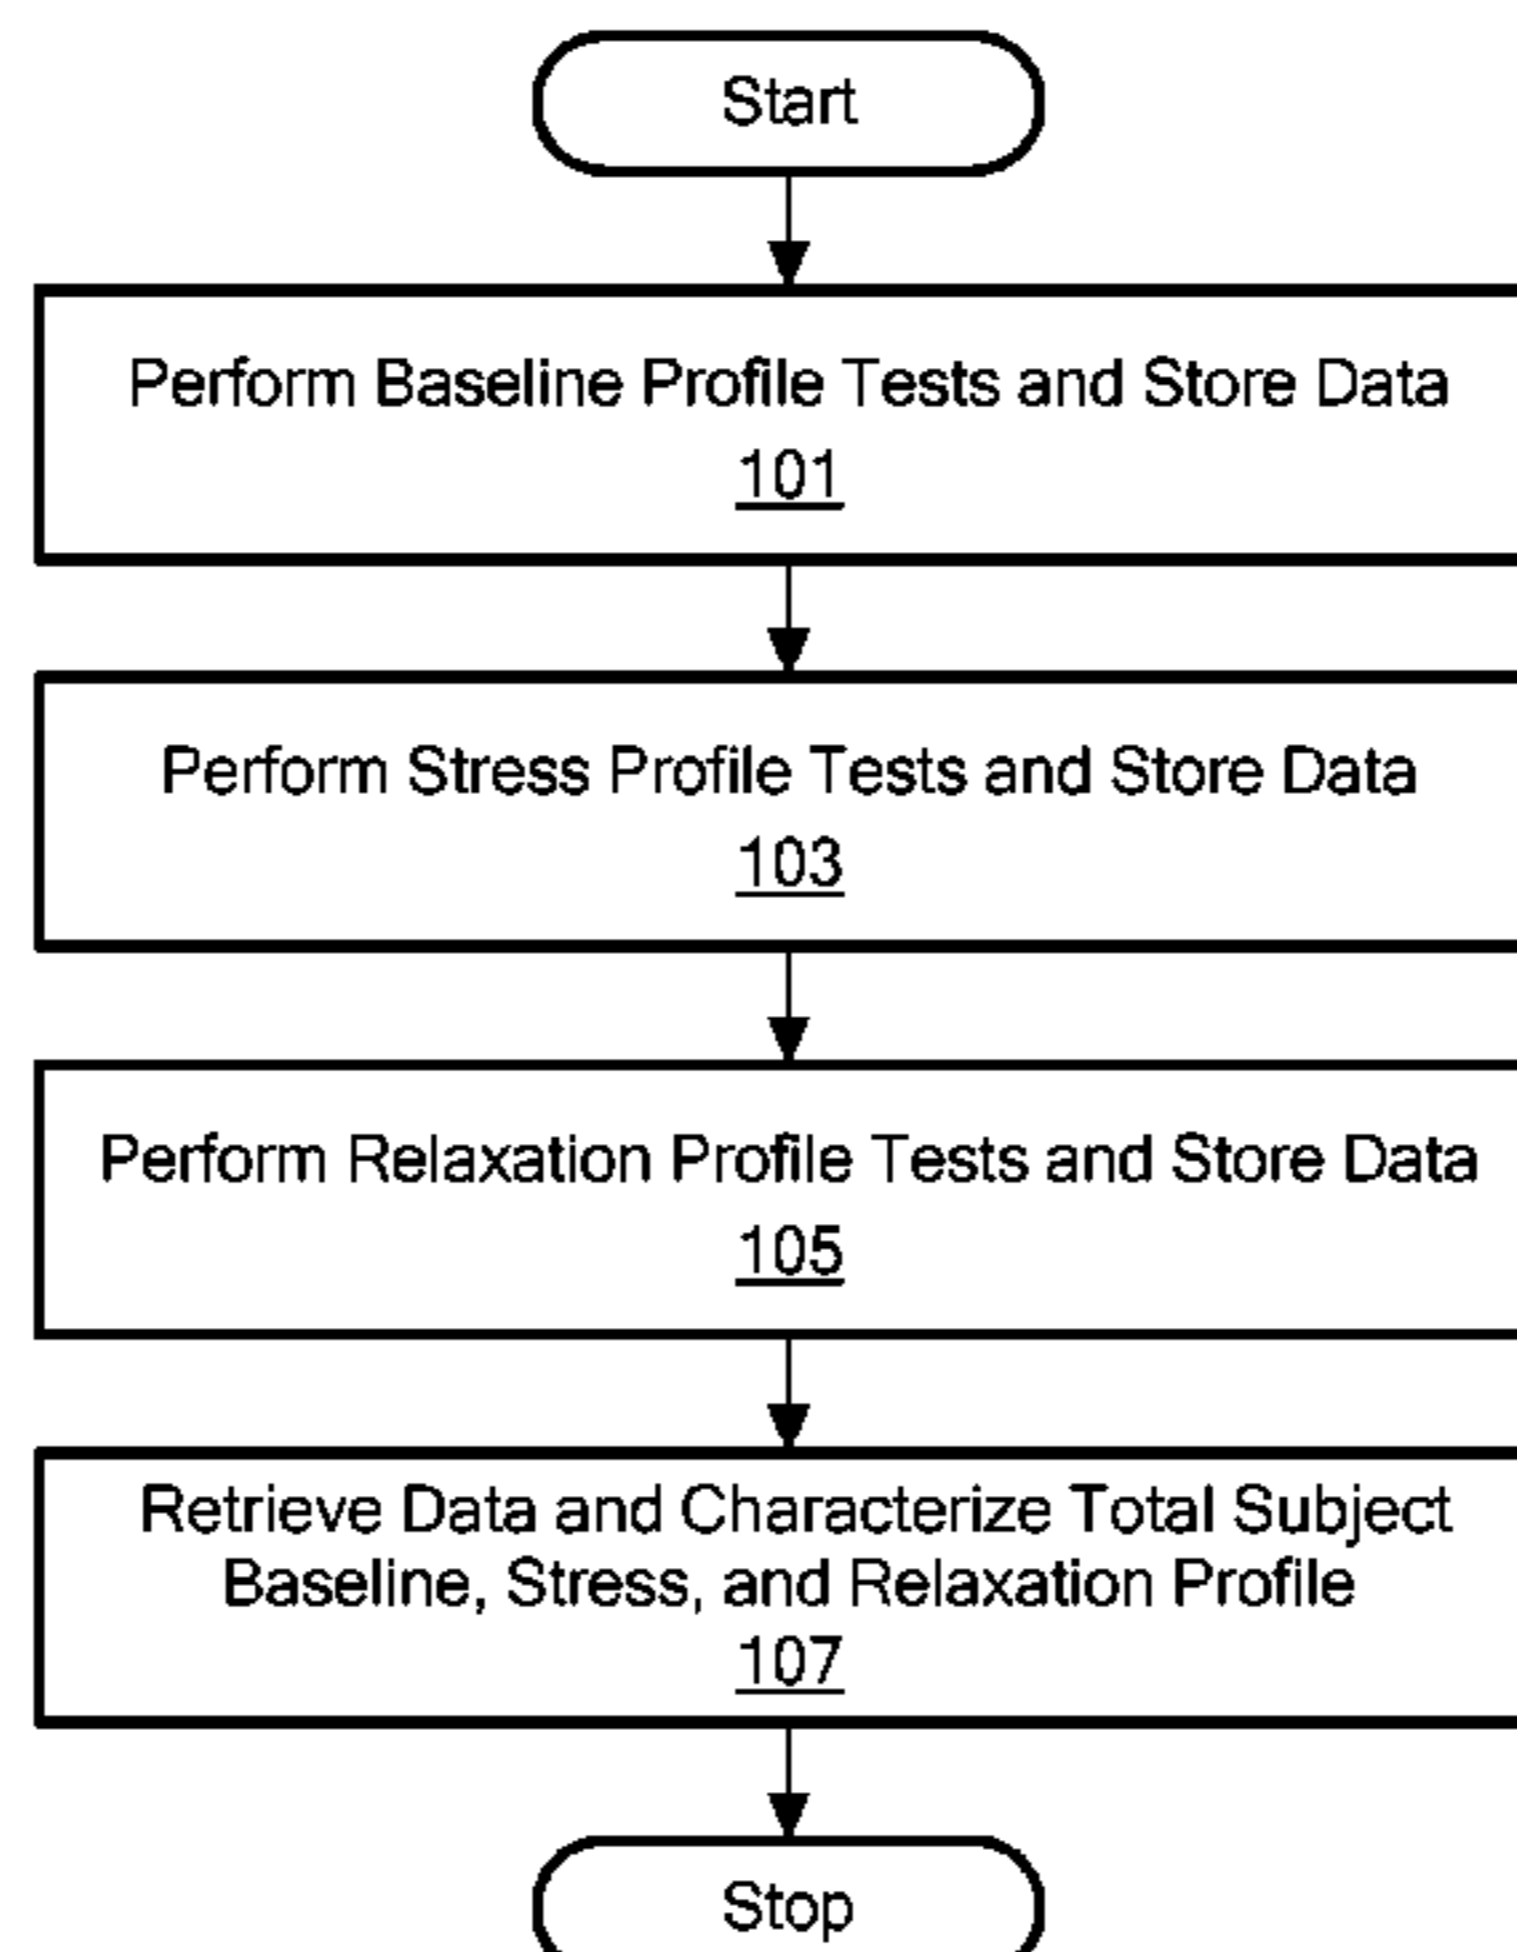 Start
Perform Baseline Profile Tests and Store Data
101
Perform Stress Profile Tests and Store Data
103
Perform Relaxation Profile Tests and Store Data
105
Retrieve Data and Characterize Total Subject
Baseline, Stress, and Relaxation Profile
107
Stop